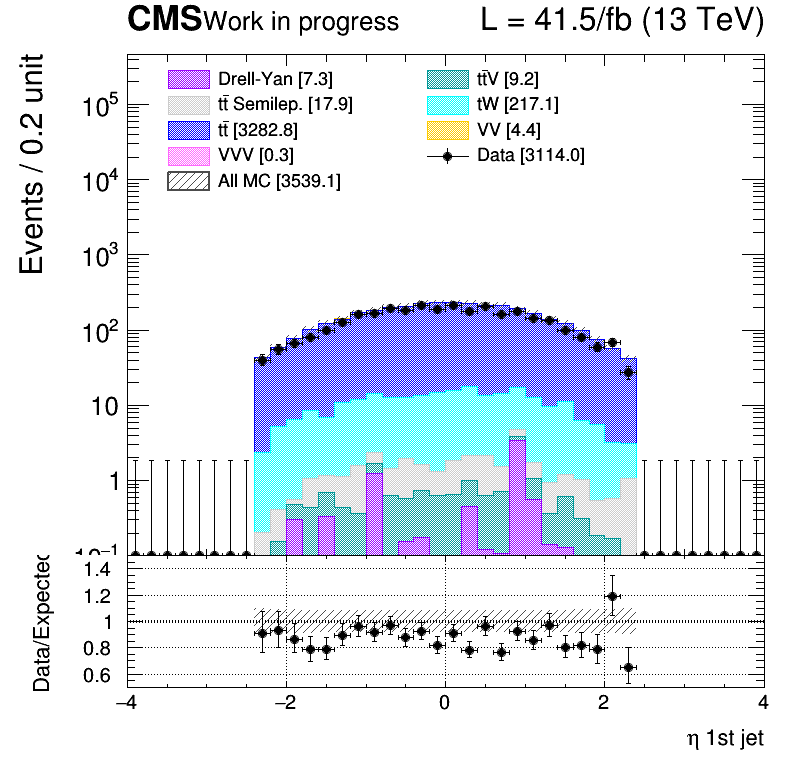 CMS Work in progress L = 41.5/fb (13 TeV)
Events / 0.2 unit
Drell-Yan [7.3]
tt̄ Semilep. [17.9]
tt̄ [3282.8]
VVV [0.3]
All MC [3539.1]
tt̄V [9.2]
tW [217.1]
VV [4.4]
Data [3114.0]
10⁵
10⁴
10³
10²
10
1
10⁻¹
Data/Expected
1.4
1.2
1
0.8
0.6
−4 −2 0 2 4
η 1st jet